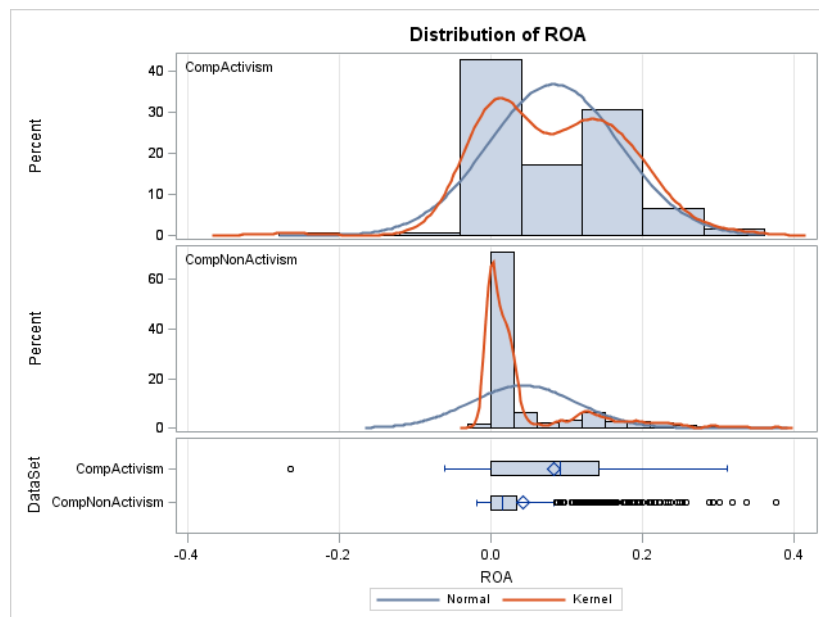 Distribution of ROA
CompActivism
40
30
20
10
0
Percent
CompNonActivism
60
40
20
0
Percent
CompActivism
CompNonActivism
DataSet
-0.4
-0.2
0.0
0.2
0.4
ROA
Normal
Kernel